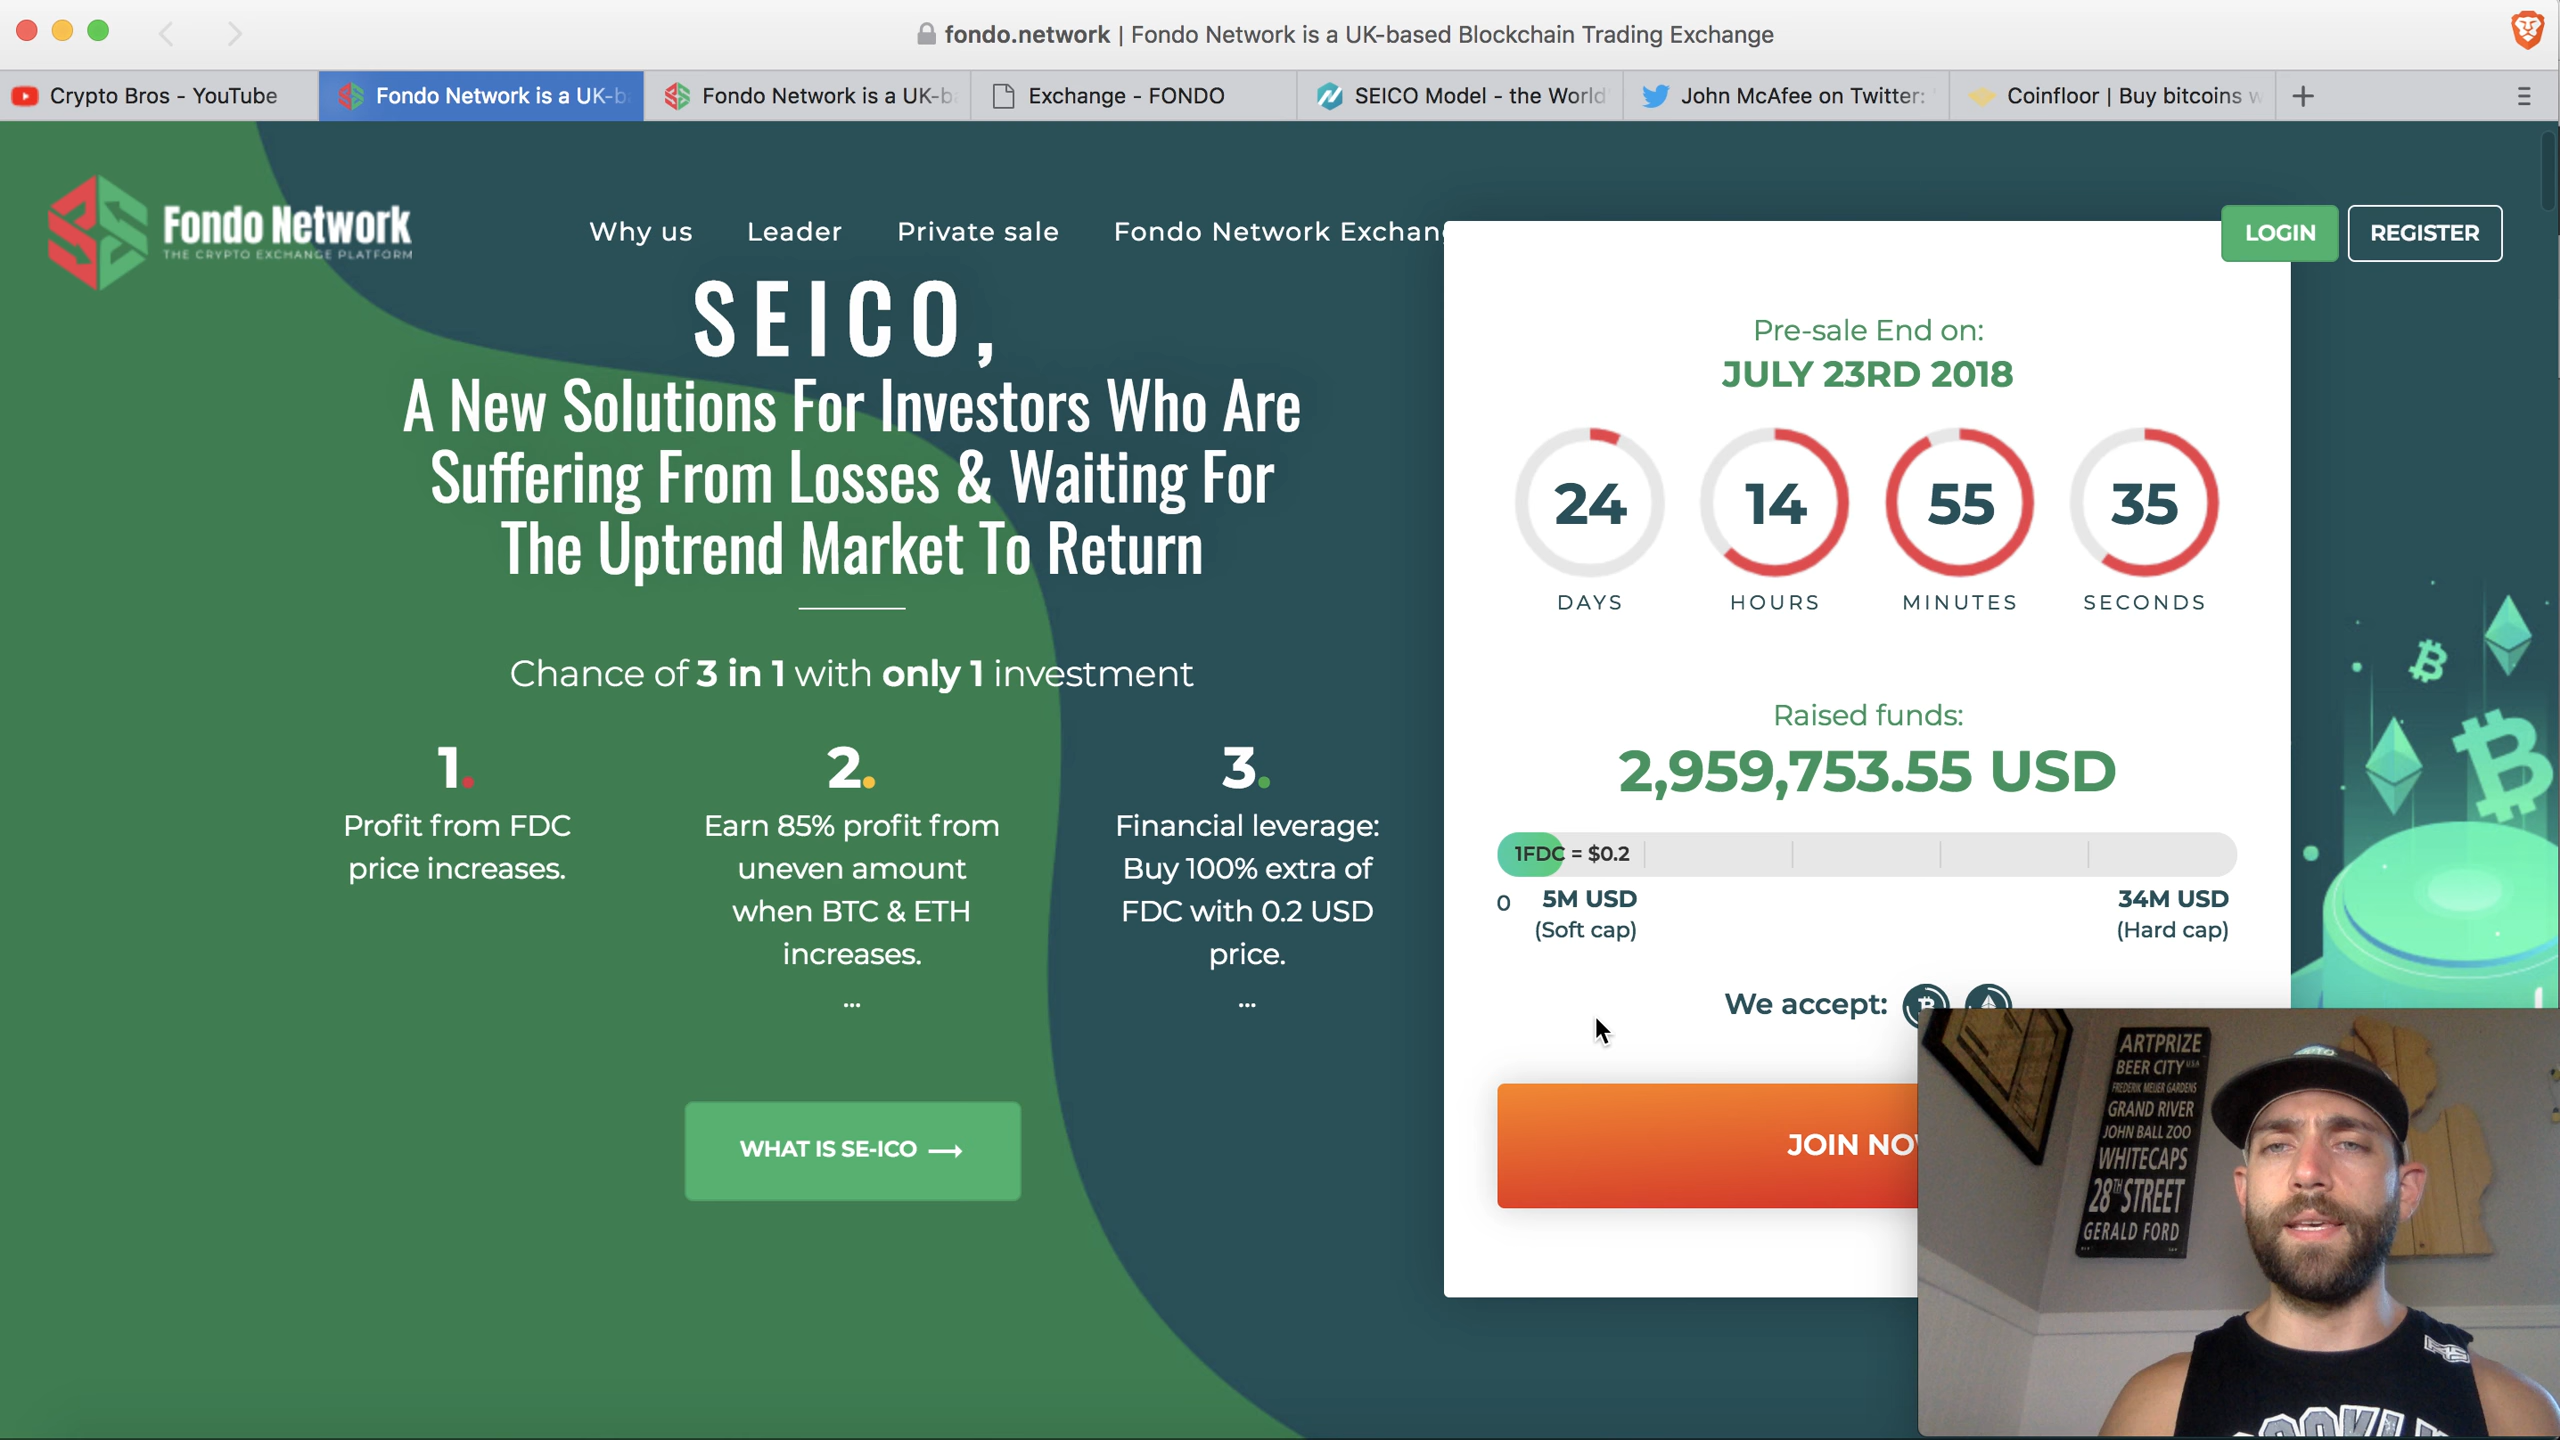 fondo.network | Fondo Network is a UK-based Blockchain Trading Exchange
Crypto Bros - YouTube
Fondo Network is a UK-b
Fondo Network is a UK-b
Exchange - FONDO
SEICO Model - the World
John McAfee on Twitter:
Coinfloor | Buy bitcoins w
Fondo Network
THE CRYPTO EXCHANGE PLATFORM
Why us
Leader
Private sale
Fondo Network Exchang
LOGIN
REGISTER
SEICO,
A New Solutions For Investors Who Are
Suffering From Losses & Waiting For
The Uptrend Market To Return
Chance of 3 in 1 with only 1 investment
1.
Profit from FDC
price increases.
2.
Earn 85% profit from
uneven amount
when BTC & ETH
increases.
...
3.
Financial leverage:
Buy 100% extra of
FDC with 0.2 USD
price.
...
WHAT IS SE-ICO
Pre-sale End on:
JULY 23RD 2018
24
14
55
35
DAYS
HOURS
MINUTES
SECONDS
Raised funds:
2,959,753.55 USD
1FDC = $0.2
0
5M USD
(Soft cap)
34M USD
(Hard cap)
We accept:
JOIN NO
ARTPRIZE
BEER CITY USA
FREDERIK MEIJER GARDENS
GRAND RIVER
JOHN BALL ZOO
WHITECAPS
28TH STREET
GERALD FORD